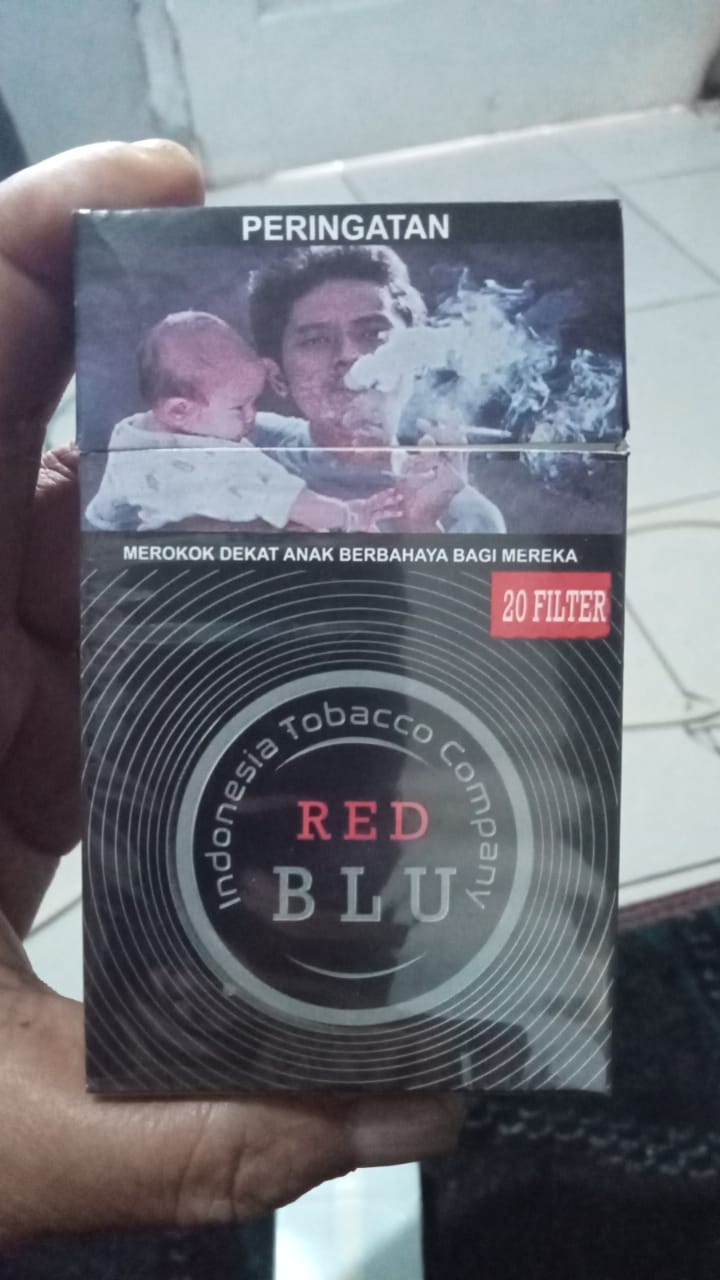 PERINGATAN
MEROKOK DEKAT ANAK BERBAHAYA BAGI MEREKA
20 FILTER
Indonesia Tobacco Company
RED
BLU